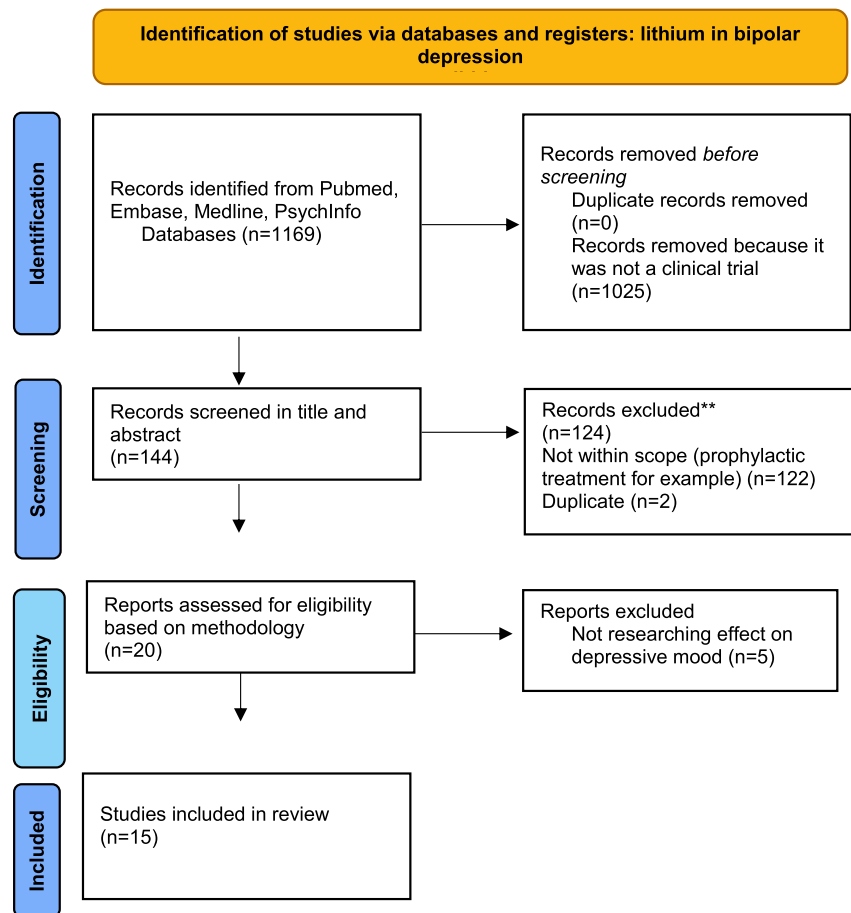 Identification of studies via databases and registers: lithium in bipolar
depression
Identification
Records identified from Pubmed,
Embase, Medline, PsychInfo
Databases (n=1169)
Records removed before
screening
Duplicate records removed
(n=0)
Records removed because it
was not a clinical trial
(n=1025)
Screening
Records screened in title and
abstract
(n=144)
Records excluded**
(n=124)
Not within scope (prophylactic
treatment for example) (n=122)
Duplicate (n=2)
Eligibility
Reports assessed for eligibility
based on methodology
(n=20)
Reports excluded
Not researching effect on
depressive mood (n=5)
Included
Studies included in review
(n=15)